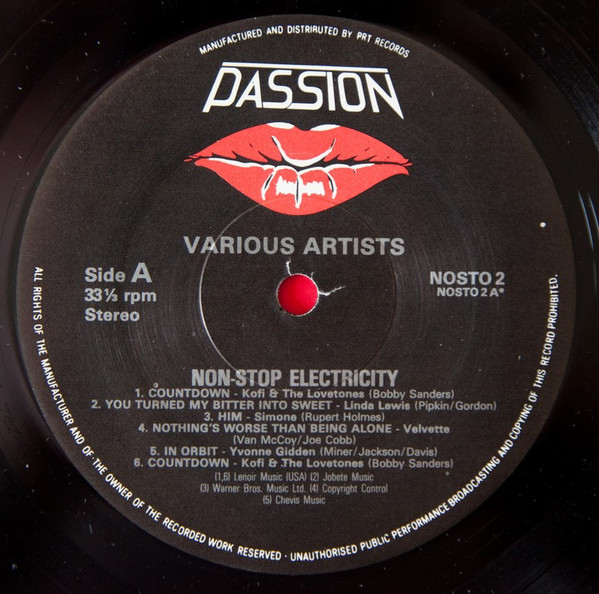 MANUFACTURED AND DISTRIBUTED BY PRT RECORDS
PASSION
VARIOUS ARTISTS
Side A
33⅓ rpm
Stereo
NOSTO 2
NOSTO 2 A*
NON-STOP ELECTRICITY
1. COUNTDOWN - Kofi & The Lovetones (Bobby Sanders)
2. YOU TURNED MY BITTER INTO SWEET - Linda Lewis (Pipkin/Gordon)
3. HIM - Simone (Rupert Holmes)
4. NOTHING'S WORSE THAN BEING ALONE - Velvette
(Van McCoy/Joe Cobb)
5. IN ORBIT - Yvonne Gidden (Miner/Jackson/Davis)
6. COUNTDOWN - Kofi & The Lovetones (Bobby Sanders)
(1,6) Lenoir Music (USA) (2) Jobete Music
(3) Warner Bros. Music Ltd. (4) Copyright Control
(5) Chevis Music
ALL RIGHTS OF THE MANUFACTURER AND OF THE OWNER OF THE RECORDED WORK RESERVED · UNAUTHORISED PUBLIC PERFORMANCE BROADCASTING AND COPYING OF THIS RECORD PROHIBITED.